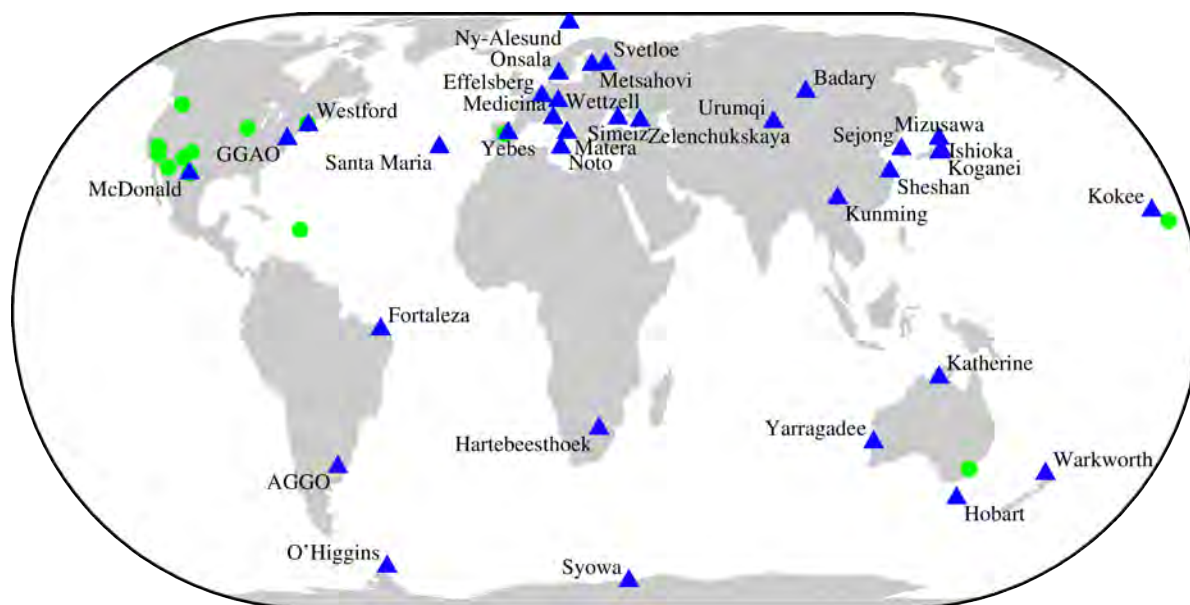 Ny-Alesund
Svetloe
Onsala
Metsahovi
Effelsberg
Badary
Medicina
Wettzell
Westford
Urumqi
Mizusawa
GGAO
Simeiz
Zelenchukskaya
Sejong
Santa Maria
Yebes
Matera
Ishioka
Noto
Koganei
McDonald
Sheshan
Kokee
Kunming
Fortaleza
Katherine
Yarragadee
Hartebeesthoek
Warkworth
AGGO
Hobart
O'Higgins
Syowa